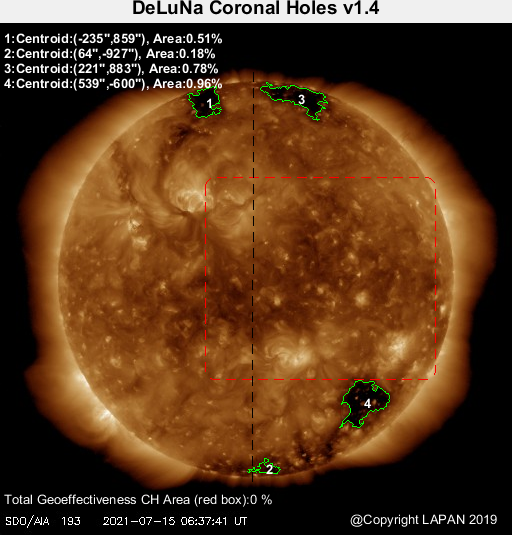 DeLuNa Coronal Holes v1.4
1:Centroid:(-235",859"), Area:0.51%
2:Centroid:(64",-927"), Area:0.18%
3:Centroid:(221",883"), Area:0.78%
4:Centroid:(539",-600"), Area:0.96%
1
3
4
2
Total Geoeffectiveness CH Area (red box):0 %
SDO/AIA 193 2021-07-15 06:37:41 UT
@Copyright LAPAN 2019